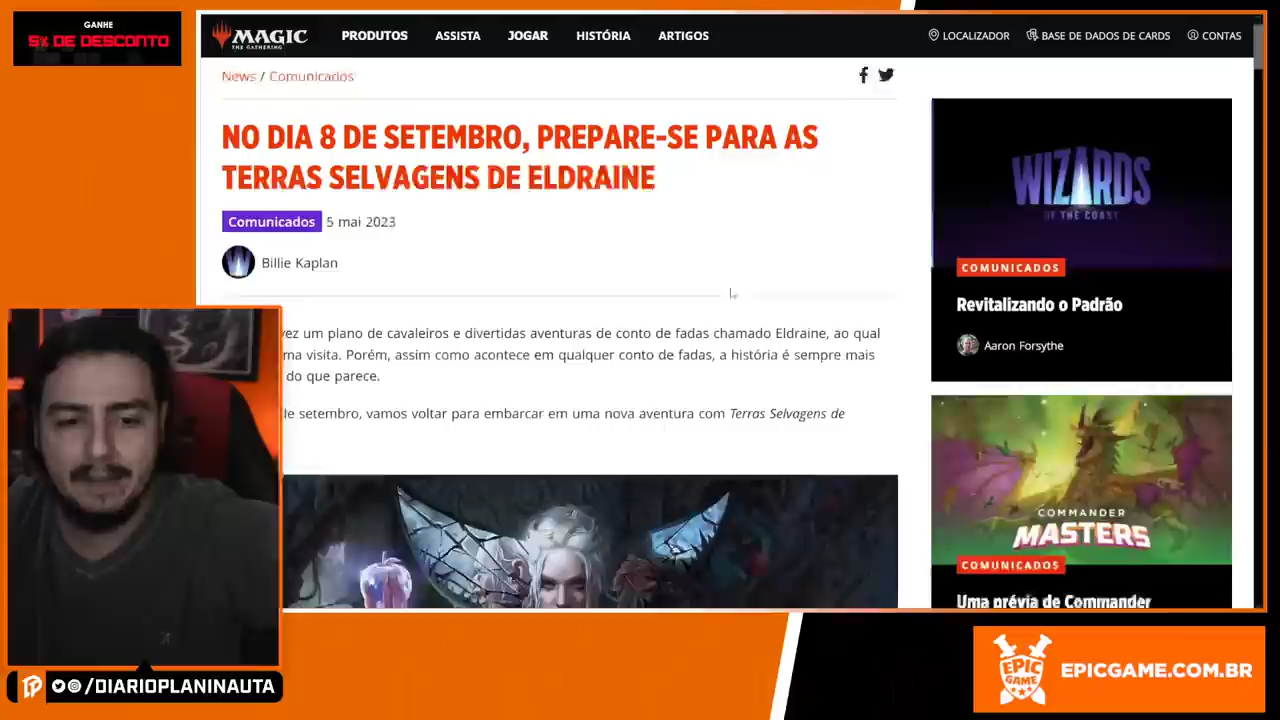 GANHE
5% DE DESCONTO
MAGIC
THE GATHERING
PRODUTOS
ASSISTA
JOGAR
HISTÓRIA
ARTIGOS
LOCALIZADOR
BASE DE DADOS DE CARDS
CONTAS
News / Comunicados
NO DIA 8 DE SETEMBRO, PREPARE-SE PARA AS
TERRAS SELVAGENS DE ELDRAINE
Comunicados 5 mai 2023
Billie Kaplan
vez um plano de cavaleiros e divertidas aventuras de conto de fadas chamado Eldraine, ao qual
visita. Porém, assim como acontece em qualquer conto de fadas, a história é sempre mais
do que parece.
de setembro, vamos voltar para embarcar em uma nova aventura com Terras Selvagens de
WIZARDS
OF THE COAST
COMUNICADOS
Revitalizando o Padrão
Aaron Forsythe
COMMANDER
MASTERS
COMUNICADOS
Uma prévia de Commander
/DIARIOPLANINAUTA
EPIC
GAME
EPICGAME.COM.BR